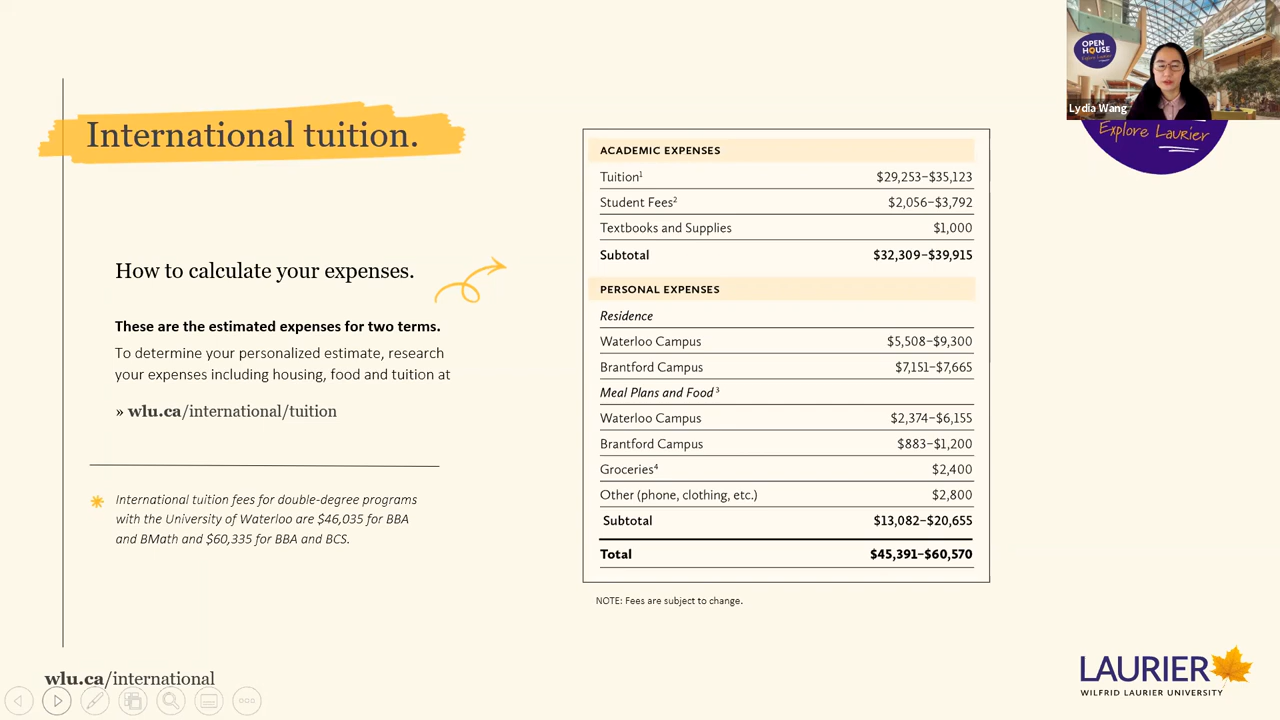 OPEN
HOUSE
Explore Laurier
Lydia Wang
Explore Laurier
International tuition.
How to calculate your expenses.
These are the estimated expenses for two terms.
To determine your personalized estimate, research
your expenses including housing, food and tuition at
» wlu.ca/international/tuition
International tuition fees for double-degree programs
with the University of Waterloo are $46,035 for BBA
and BMath and $60,335 for BBA and BCS.
ACADEMIC EXPENSES
Tuition¹ $29,253–$35,123
Student Fees² $2,056–$3,792
Textbooks and Supplies $1,000
Subtotal $32,309–$39,915
PERSONAL EXPENSES
Residence
Waterloo Campus $5,508–$9,300
Brantford Campus $7,151–$7,665
Meal Plans and Food³
Waterloo Campus $2,374–$6,155
Brantford Campus $883–$1,200
Groceries⁴ $2,400
Other (phone, clothing, etc.) $2,800
Subtotal $13,082–$20,655
Total $45,391–$60,570
NOTE: Fees are subject to change.
wlu.ca/international
LAURIER
WILFRID LAURIER UNIVERSITY